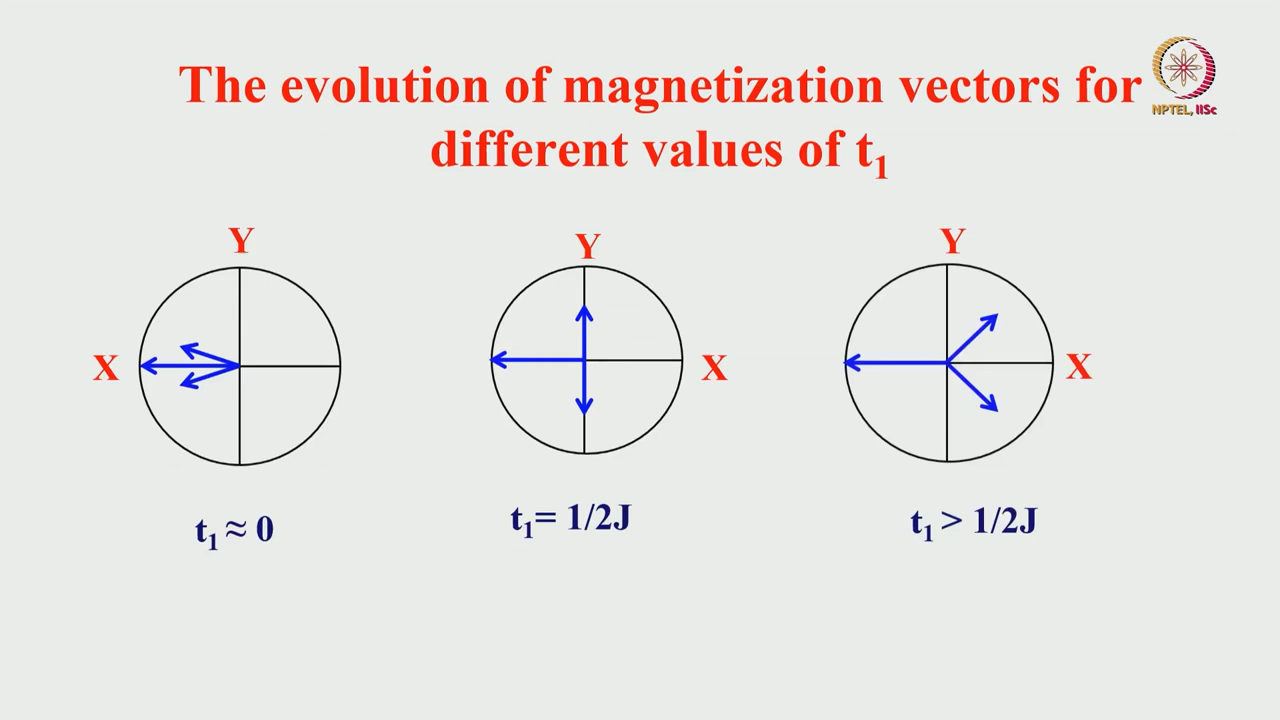 The evolution of magnetization vectors for
different values of t₁
NPTEL, IISc
Y
X
t₁ ≈ 0
Y
X
t₁= 1/2J
Y
X
t₁ > 1/2J